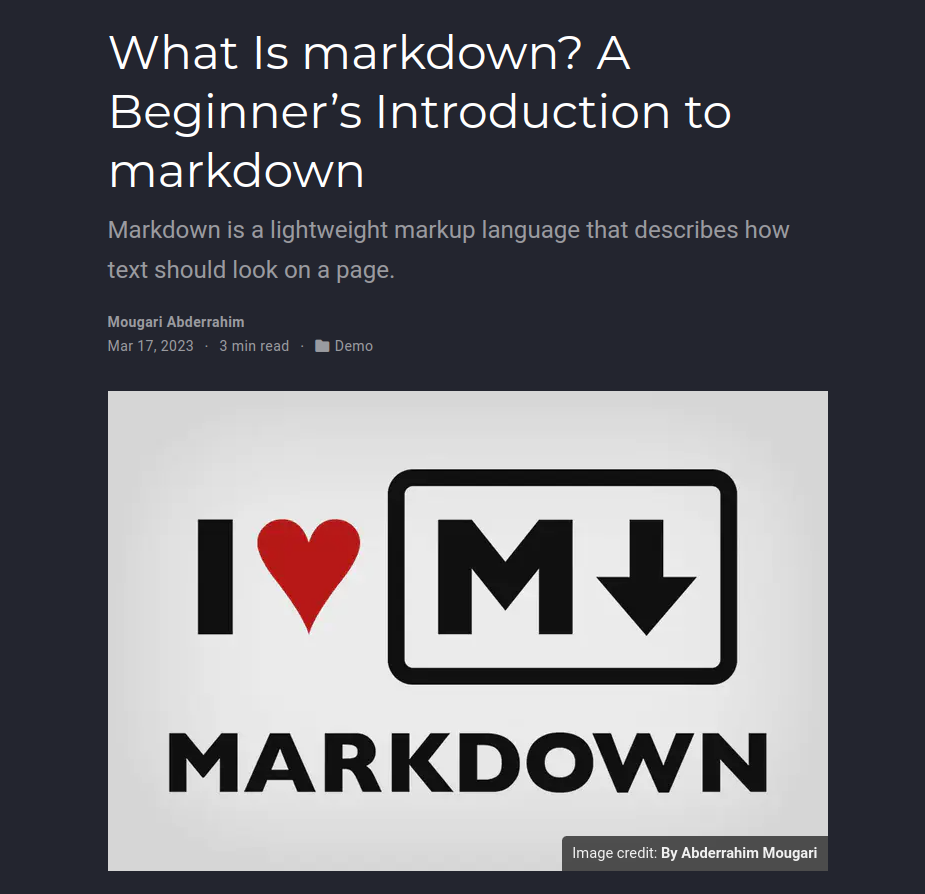 What Is markdown? A
Beginner’s Introduction to
markdown
Markdown is a lightweight markup language that describes how
text should look on a page.
Mougari Abderrahim
Mar 17, 2023 · 3 min read · Demo
I ♥ M↓
MARKDOWN
Image credit: By Abderrahim Mougari